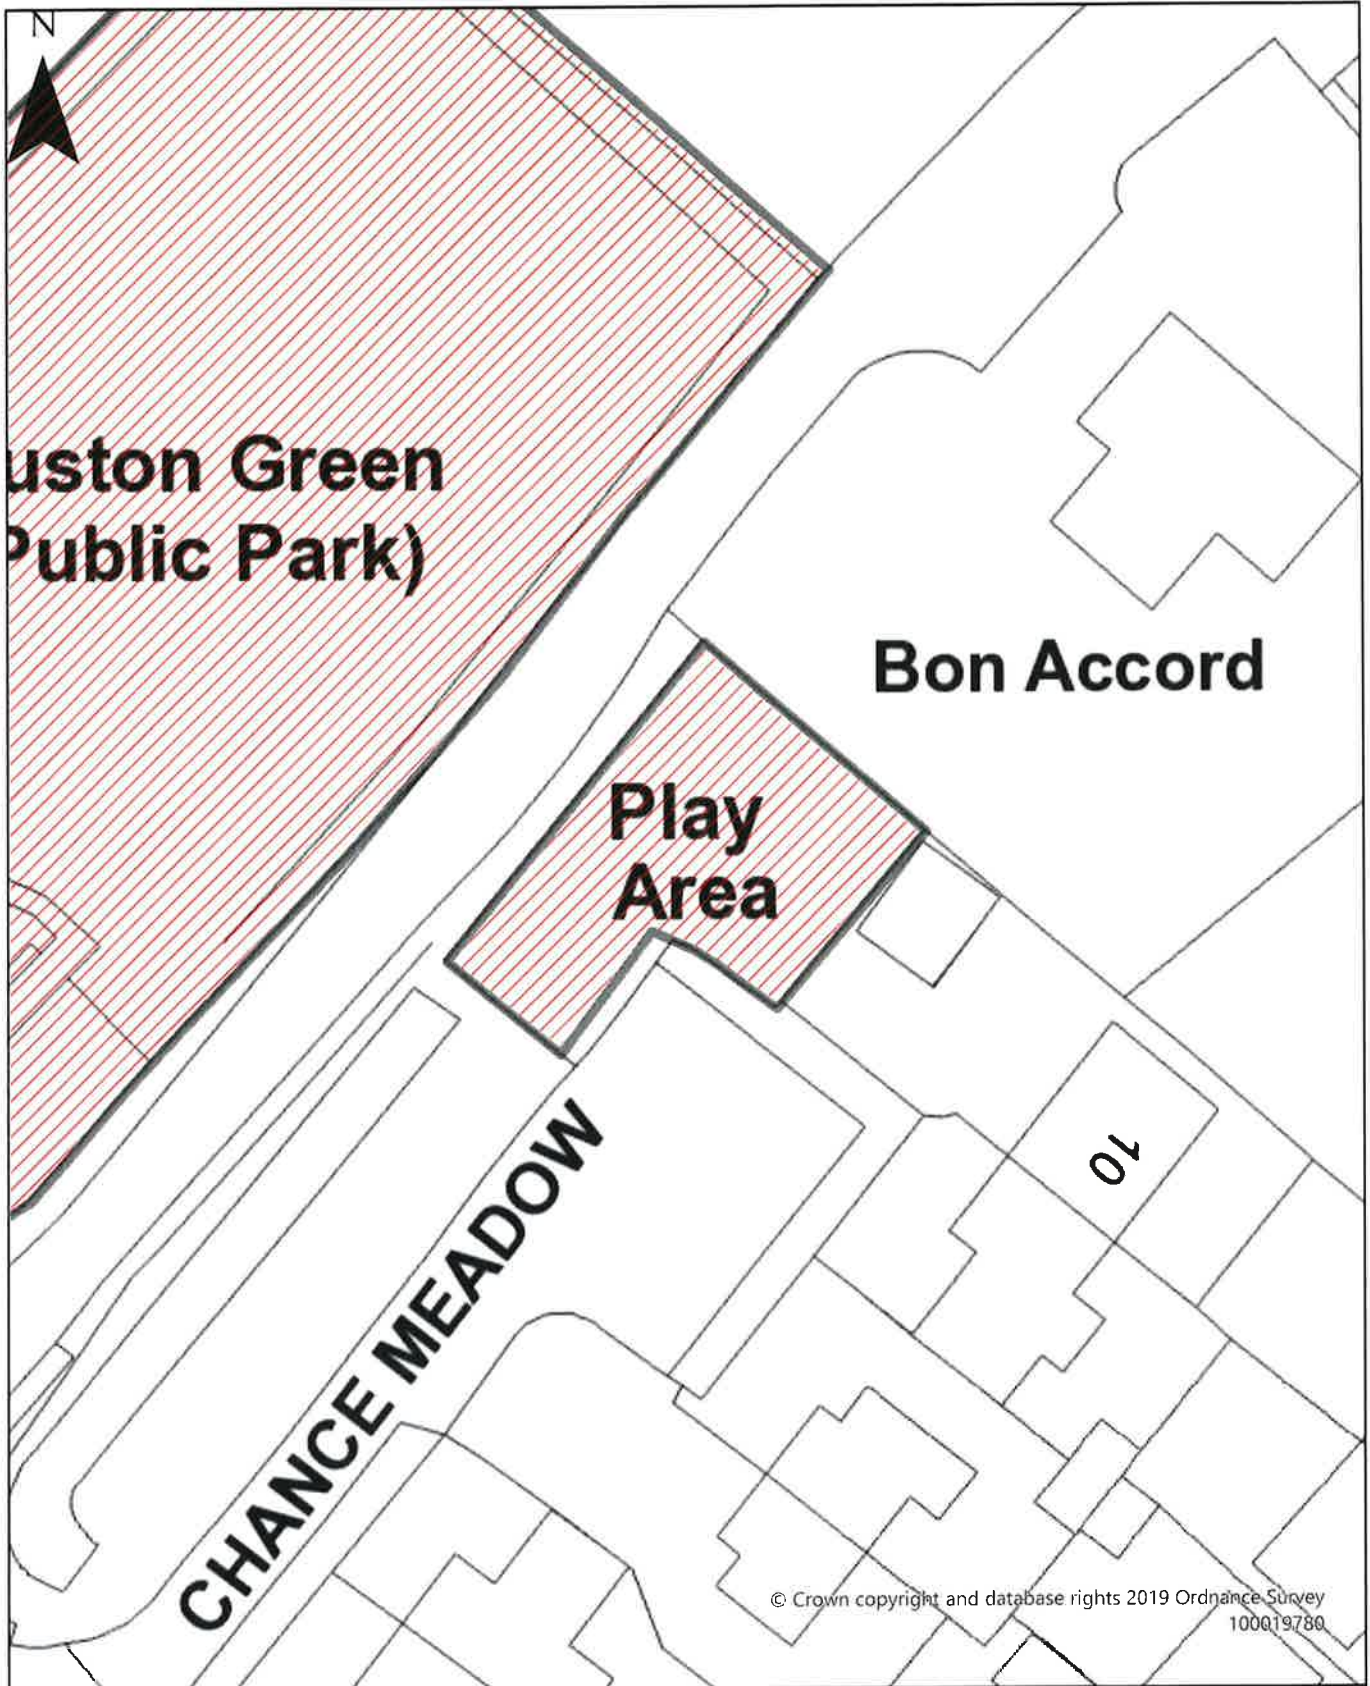 N
uston Green
Public Park)
Bon Accord
Play
Area
10
CHANCE MEADOW
© Crown copyright and database rights 2019 Ordnance Survey
100019780